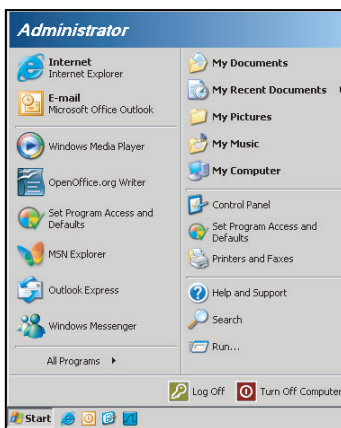 Administrator
Internet
Internet Explorer
E-mail
Microsoft Office Outlook
Windows Media Player
OpenOffice.org Writer
Set Program Access and
Defaults
MSN Explorer
Outlook Express
Windows Messenger
All Programs
My Documents
My Recent Documents
My Pictures
My Music
My Computer
Control Panel
Set Program Access and
Defaults
Printers and Faxes
Help and Support
Search
Run...
Log Off
Turn Off Computer
Start